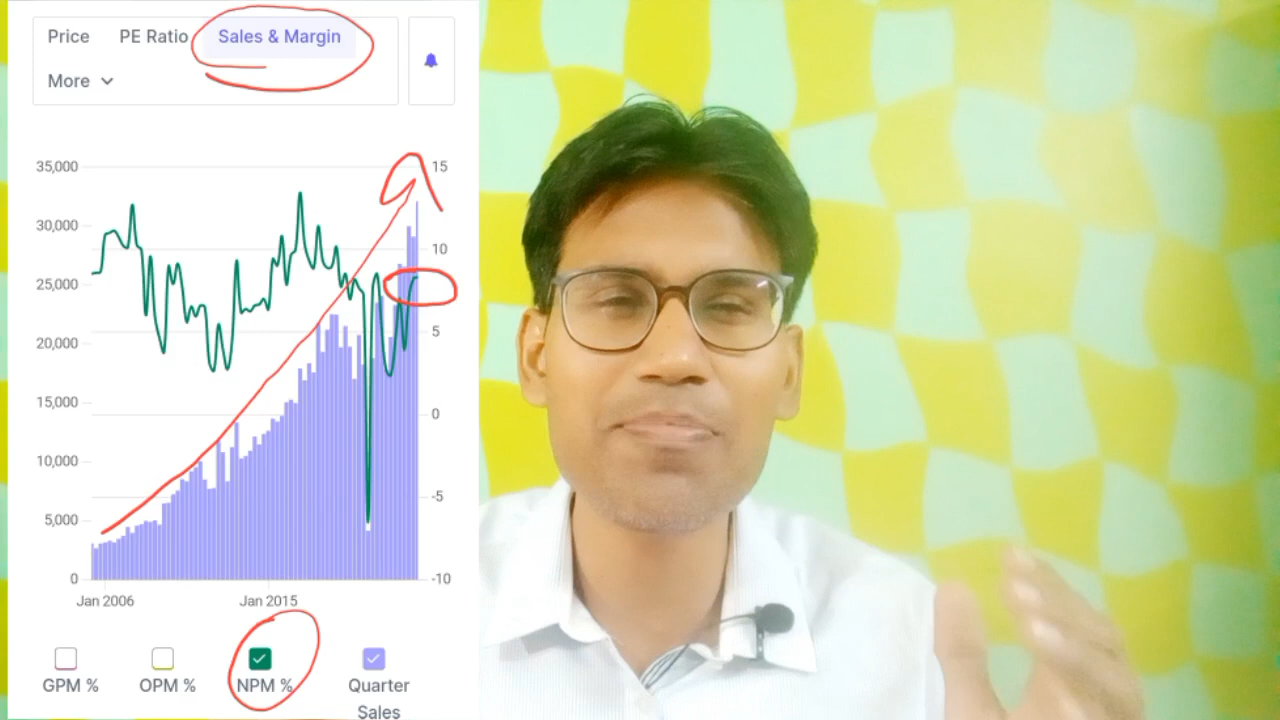 Price PE Ratio Sales & Margin
More
35,000 15
30,000 10
25,000
20,000 5
15,000 0
10,000
5,000 -5
0 -10
Jan 2006 Jan 2015
GPM % OPM % NPM % Quarter
Sales